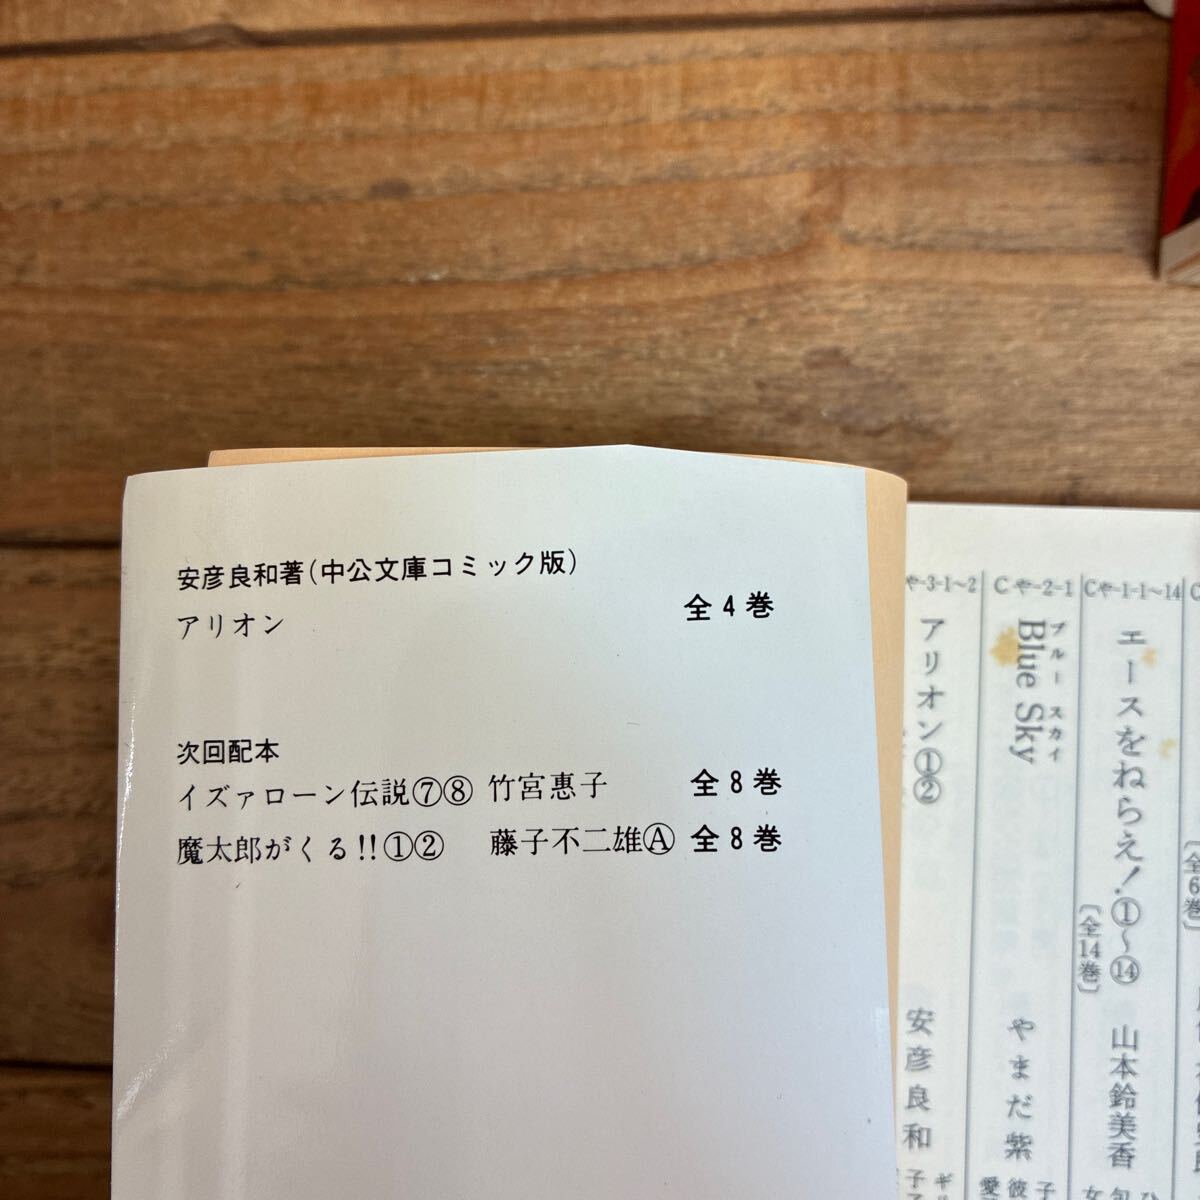 安彦良和著(中公文庫コミック版)
アリオン 全4巻
次回配本
イズァローン伝説⑦⑧ 竹宮惠子 全8巻
魔太郎がくる!!①② 藤子不二雄Ⓐ 全8巻
Cや-1-1〜14
エースをねらえ!①〜⑭
〔全14巻〕
山本鈴美香
Cや-2-1
ブルースカイ
Blue Sky
やまだ紫
や-3-1〜2
アリオン①②
安彦良和
〔全6巻〕